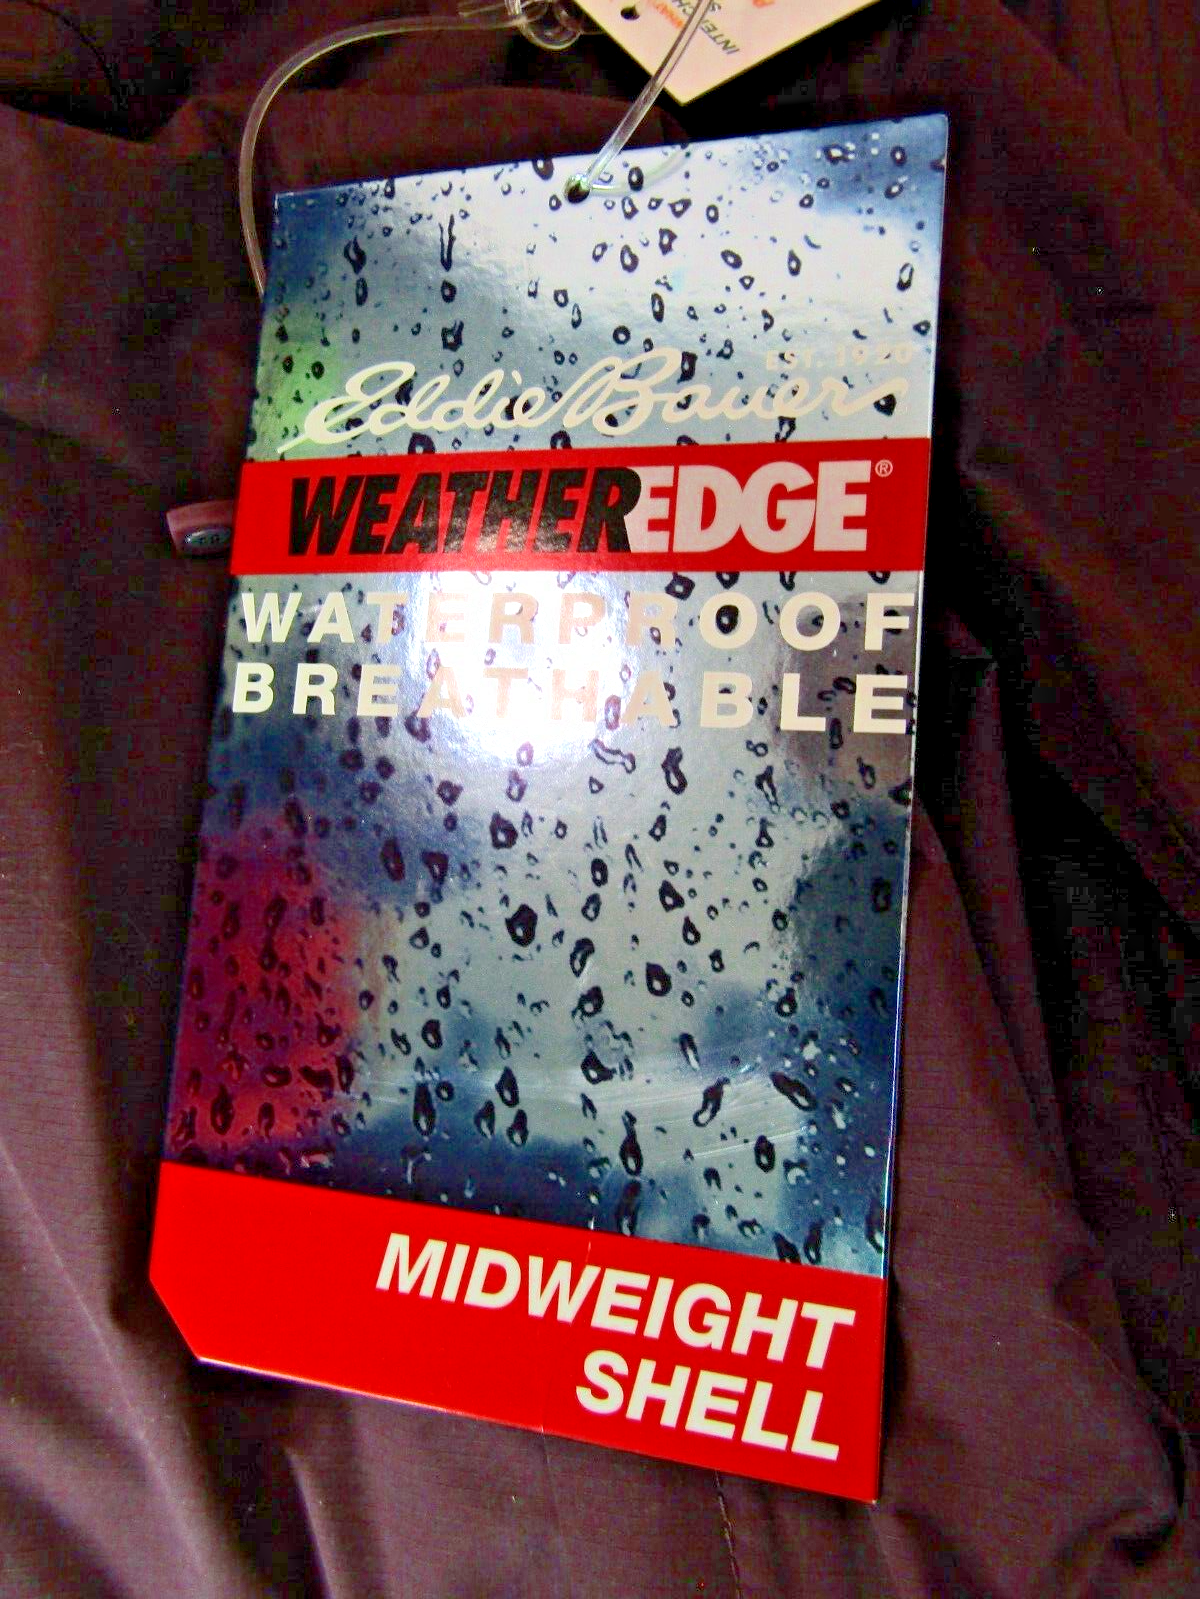 EST. 1920
Eddie Bauer
WEATHEREDGE®
WATERPROOF
BREATHABLE
MIDWEIGHT
SHELL